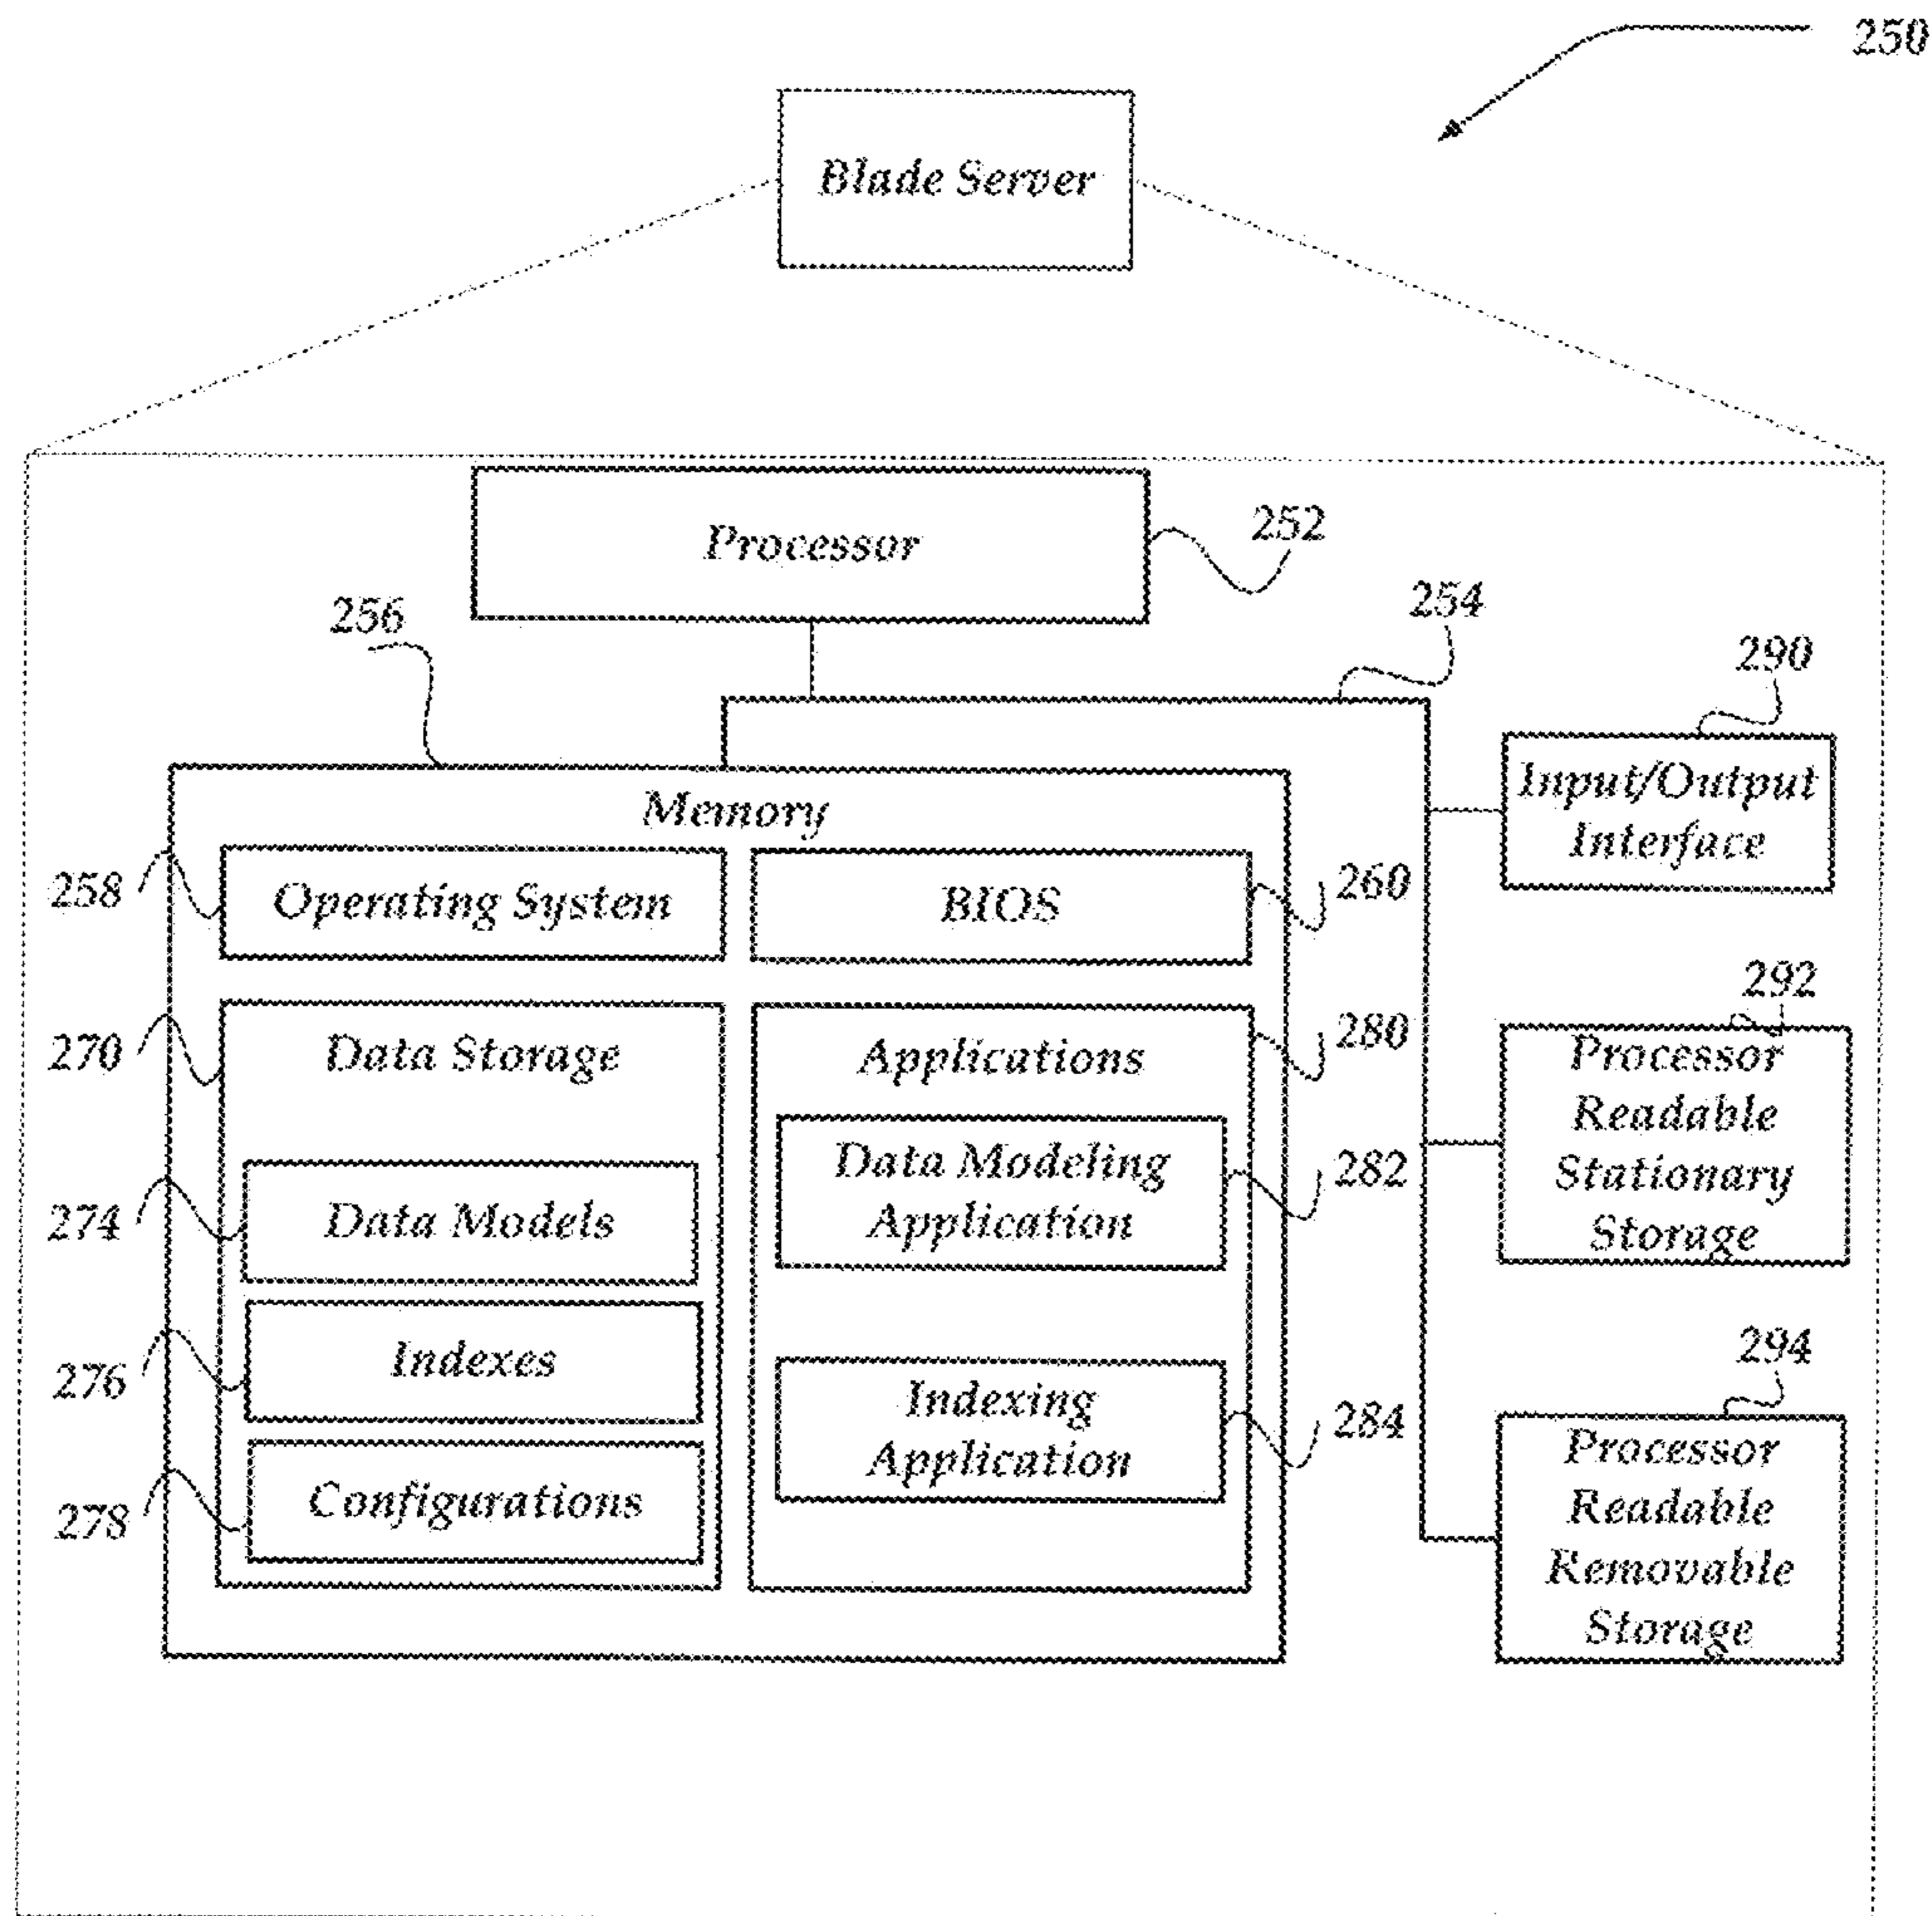 250
Blade Server
Processor
252
256
254
290
Input/Output
Interface
Memory
258
Operating System
BIOS
260
292
270
Data Storage
Applications
280
Processor
Readable
Stationary
Storage
274
Data Models
Data Modeling
Application
282
276
Indexes
294
Indexing
Application
284
278
Configurations
Processor
Readable
Removable
Storage